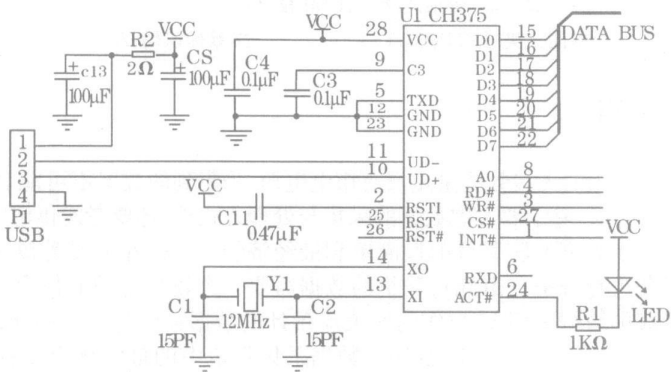 U1 CH375
VCC
28
VCC
D0
15
DATA BUS
R2
VCC
D1
16
c13
2Ω
CS
C4
9
C3
D2
17
100μF
100μF
0.1μF
C3
D3
18
0.1μF
5
TXD
D4
19
12
GND
D5
20
23
GND
D6
21
D7
22
1
2
11
UD-
A0
8
3
10
UD+
RD#
4
4
VCC
2
RSTI
WR#
3
P1
USB
C11
25
RST
CS#
27
VCC
0.47μF
26
RST#
INT#
1
14
XO
RXD
6
C1
Y1
C2
13
XI
ACT#
24
LED
12MHz
R1
15PF
15PF
1KΩ